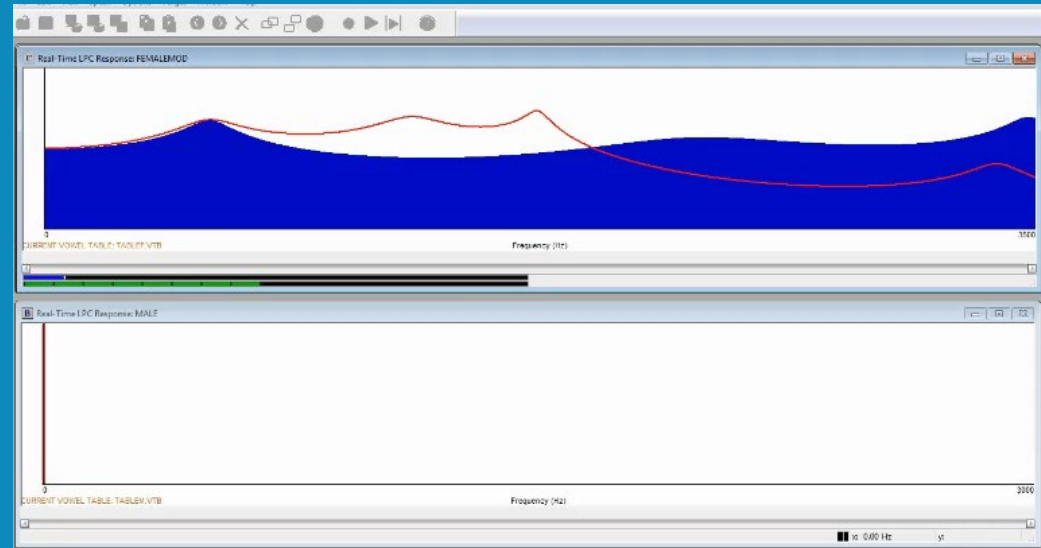 Real-Time LPC Response: FEMALEMOD
0
3500
CURRENT VOWEL TABLE: TABLEF.VTB
Frequency (Hz)
Real-Time LPC Response: MALE
0
CURRENT VOWEL TABLE: TABLEM.VTB
Frequency (Hz)
x: 0.00 Hz
y: